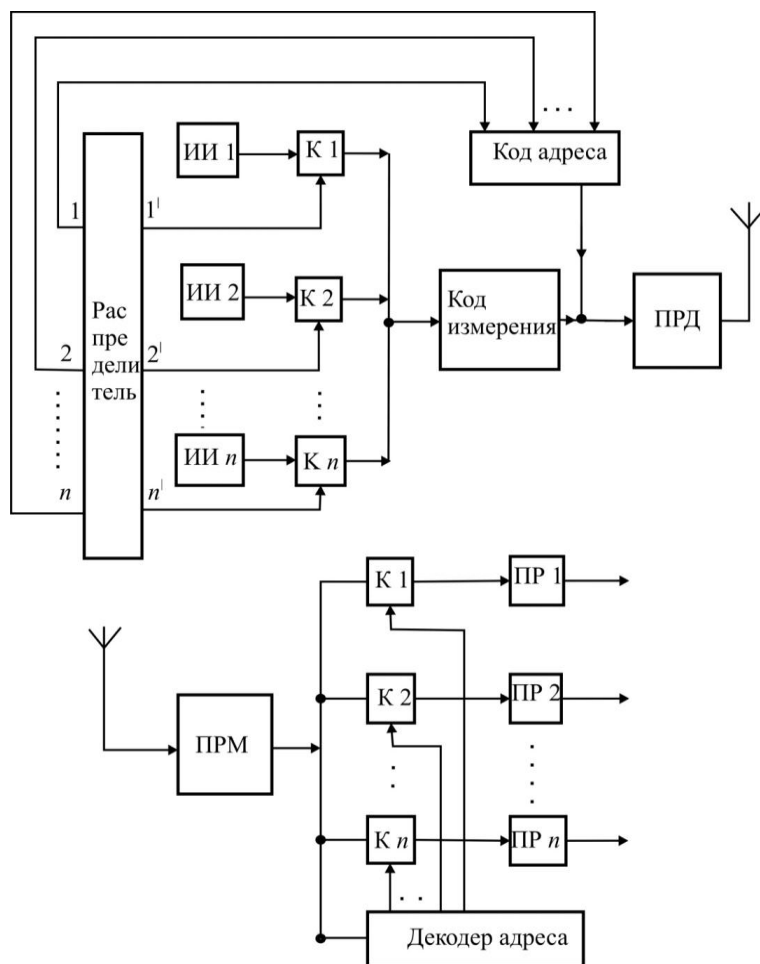 . . .
Код адреса
ИИ 1
К 1
1
1|
ИИ 2
К 2
Код
измерения
ПРД
Рас
пре
дели
тель
2
2|
ИИ n
К n
n
n|
К 1
ПР 1
К 2
ПР 2
ПРМ
К n
ПР n
. .
Декодер адреса